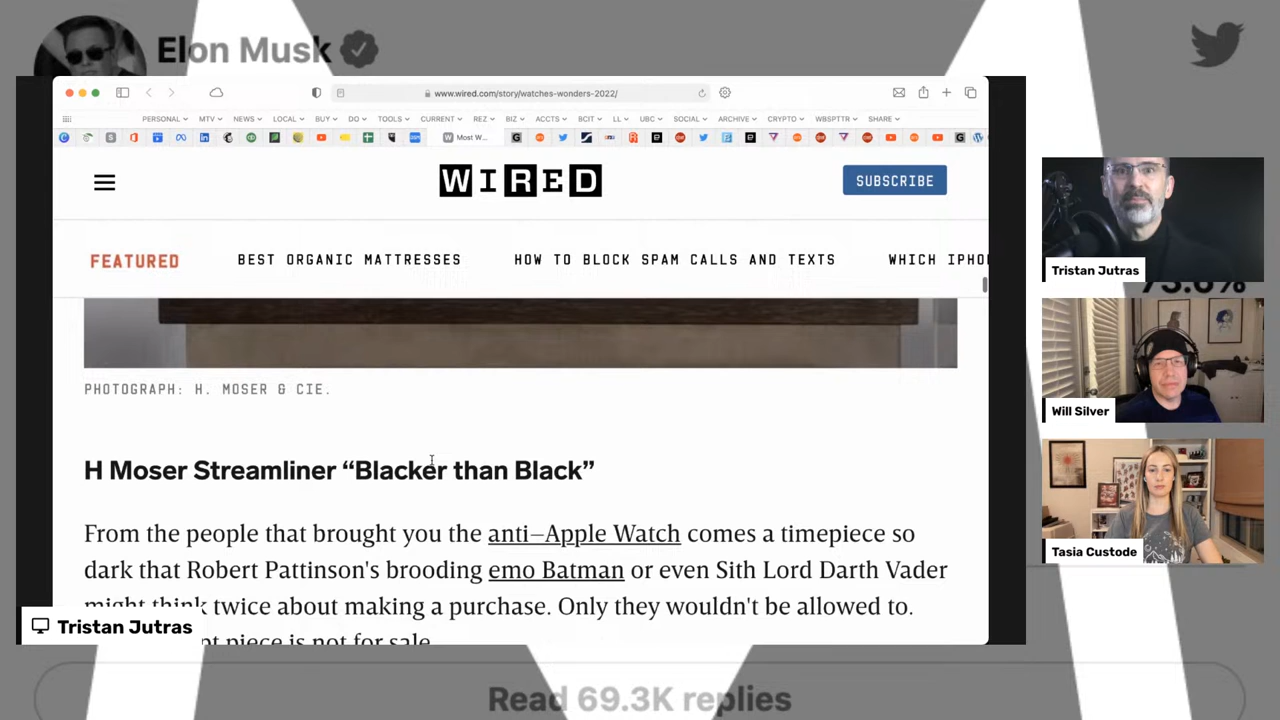 Elon Musk
www.wired.com/story/watches-wonders-2022/
PERSONAL MTV NEWS LOCAL BUY DO TOOLS CURRENT REZ BIZ ACCTS BCIT LL UBC SOCIAL ARCHIVE CRYPTO WBSPTTR SHARE
Most W...
WIRED
SUBSCRIBE
FEATURED
BEST ORGANIC MATTRESSES
HOW TO BLOCK SPAM CALLS AND TEXTS
WHICH IPHO
PHOTOGRAPH: H. MOSER & CIE.
H Moser Streamliner “Blacker than Black”
From the people that brought you the anti–Apple Watch comes a timepiece so
dark that Robert Pattinson's brooding emo Batman or even Sith Lord Darth Vader
might think twice about making a purchase. Only they wouldn't be allowed to.
piece is not for sale.
Tristan Jutras
Tristan Jutras
73.6%
Will Silver
Tasia Custode
Read 69.3K replies